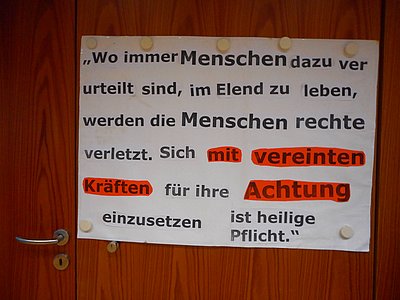 „Wo immer Menschen dazu ver
urteilt sind, im Elend zu leben,
werden die Menschen rechte
verletzt. Sich mit vereinten
Kräften für ihre Achtung
einzusetzen ist heilige
Pflicht.“